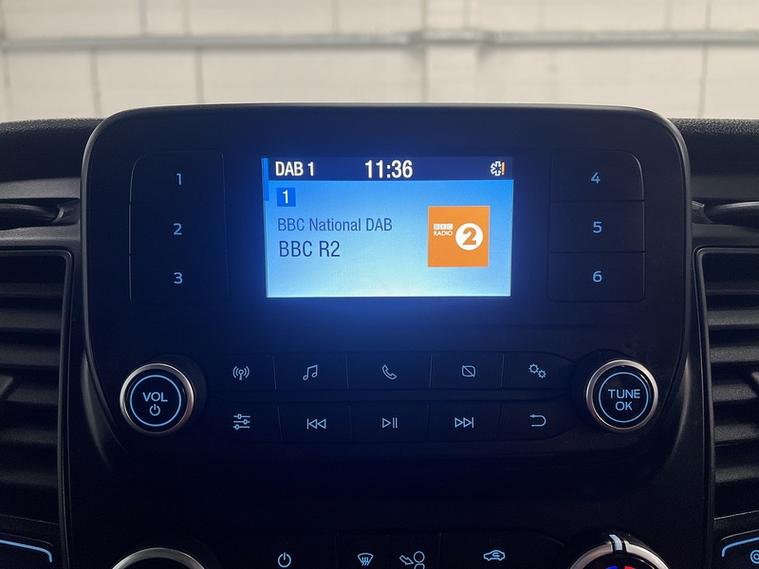 DAB 1 11:36
1
BBC National DAB
BBC R2
BBC
RADIO 2
1
2
3
4
5
6
VOL
TUNE
OK